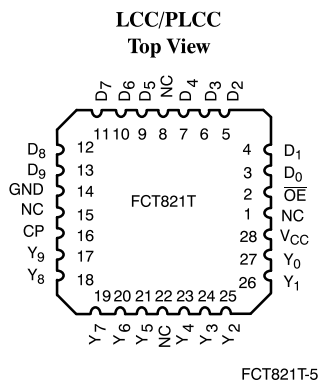 LCC/PLCC
Top View
D7 D6 D5 NC D4 D3 D2
11 10 9 8 7 6 5
D8 12 4 D1
D9 13 3 D0
GND 14 FCT821T 2 OE
NC 15 1 NC
CP 16 28 VCC
Y9 17 27 Y0
Y8 18 26 Y1
19 20 21 22 23 24 25
Y7 Y6 Y5 NC Y4 Y3 Y2
FCT821T-5